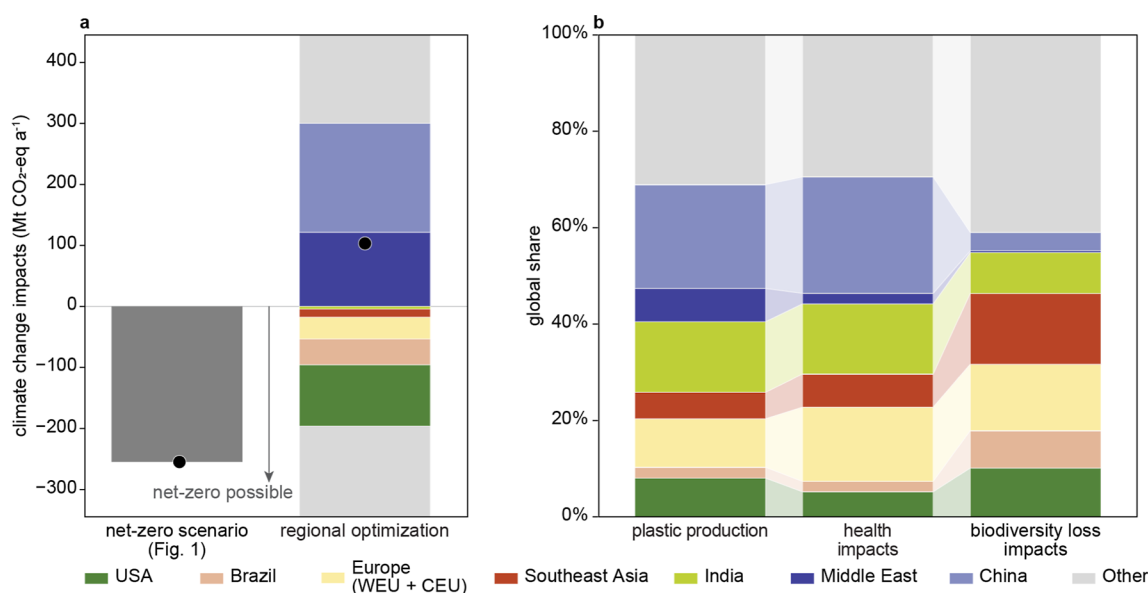 a
b
climate change impacts (Mt CO₂-eq a⁻¹)
400
300
200
100
0
−100
−200
−300
net-zero possible
net-zero scenario
(Fig. 1)
regional optimization
global share
100%
80%
60%
40%
20%
0%
plastic production
health
impacts
biodiversity loss
impacts
USA
Brazil
Europe
(WEU + CEU)
Southeast Asia
India
Middle East
China
Other